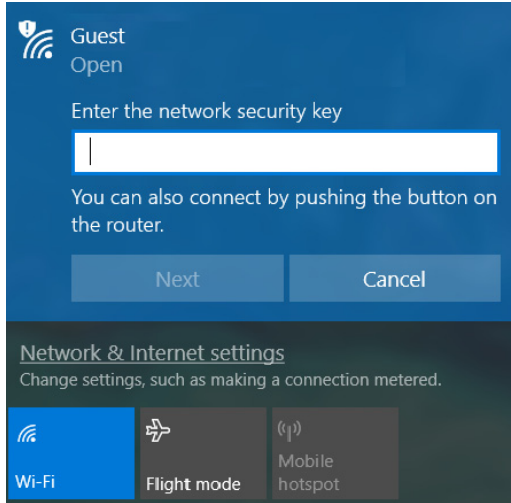 Guest
Open
Enter the network security key
You can also connect by pushing the button on
the router.
Next
Cancel
Network & Internet settings
Change settings, such as making a connection metered.
Wi-Fi
Flight mode
Mobile
hotspot